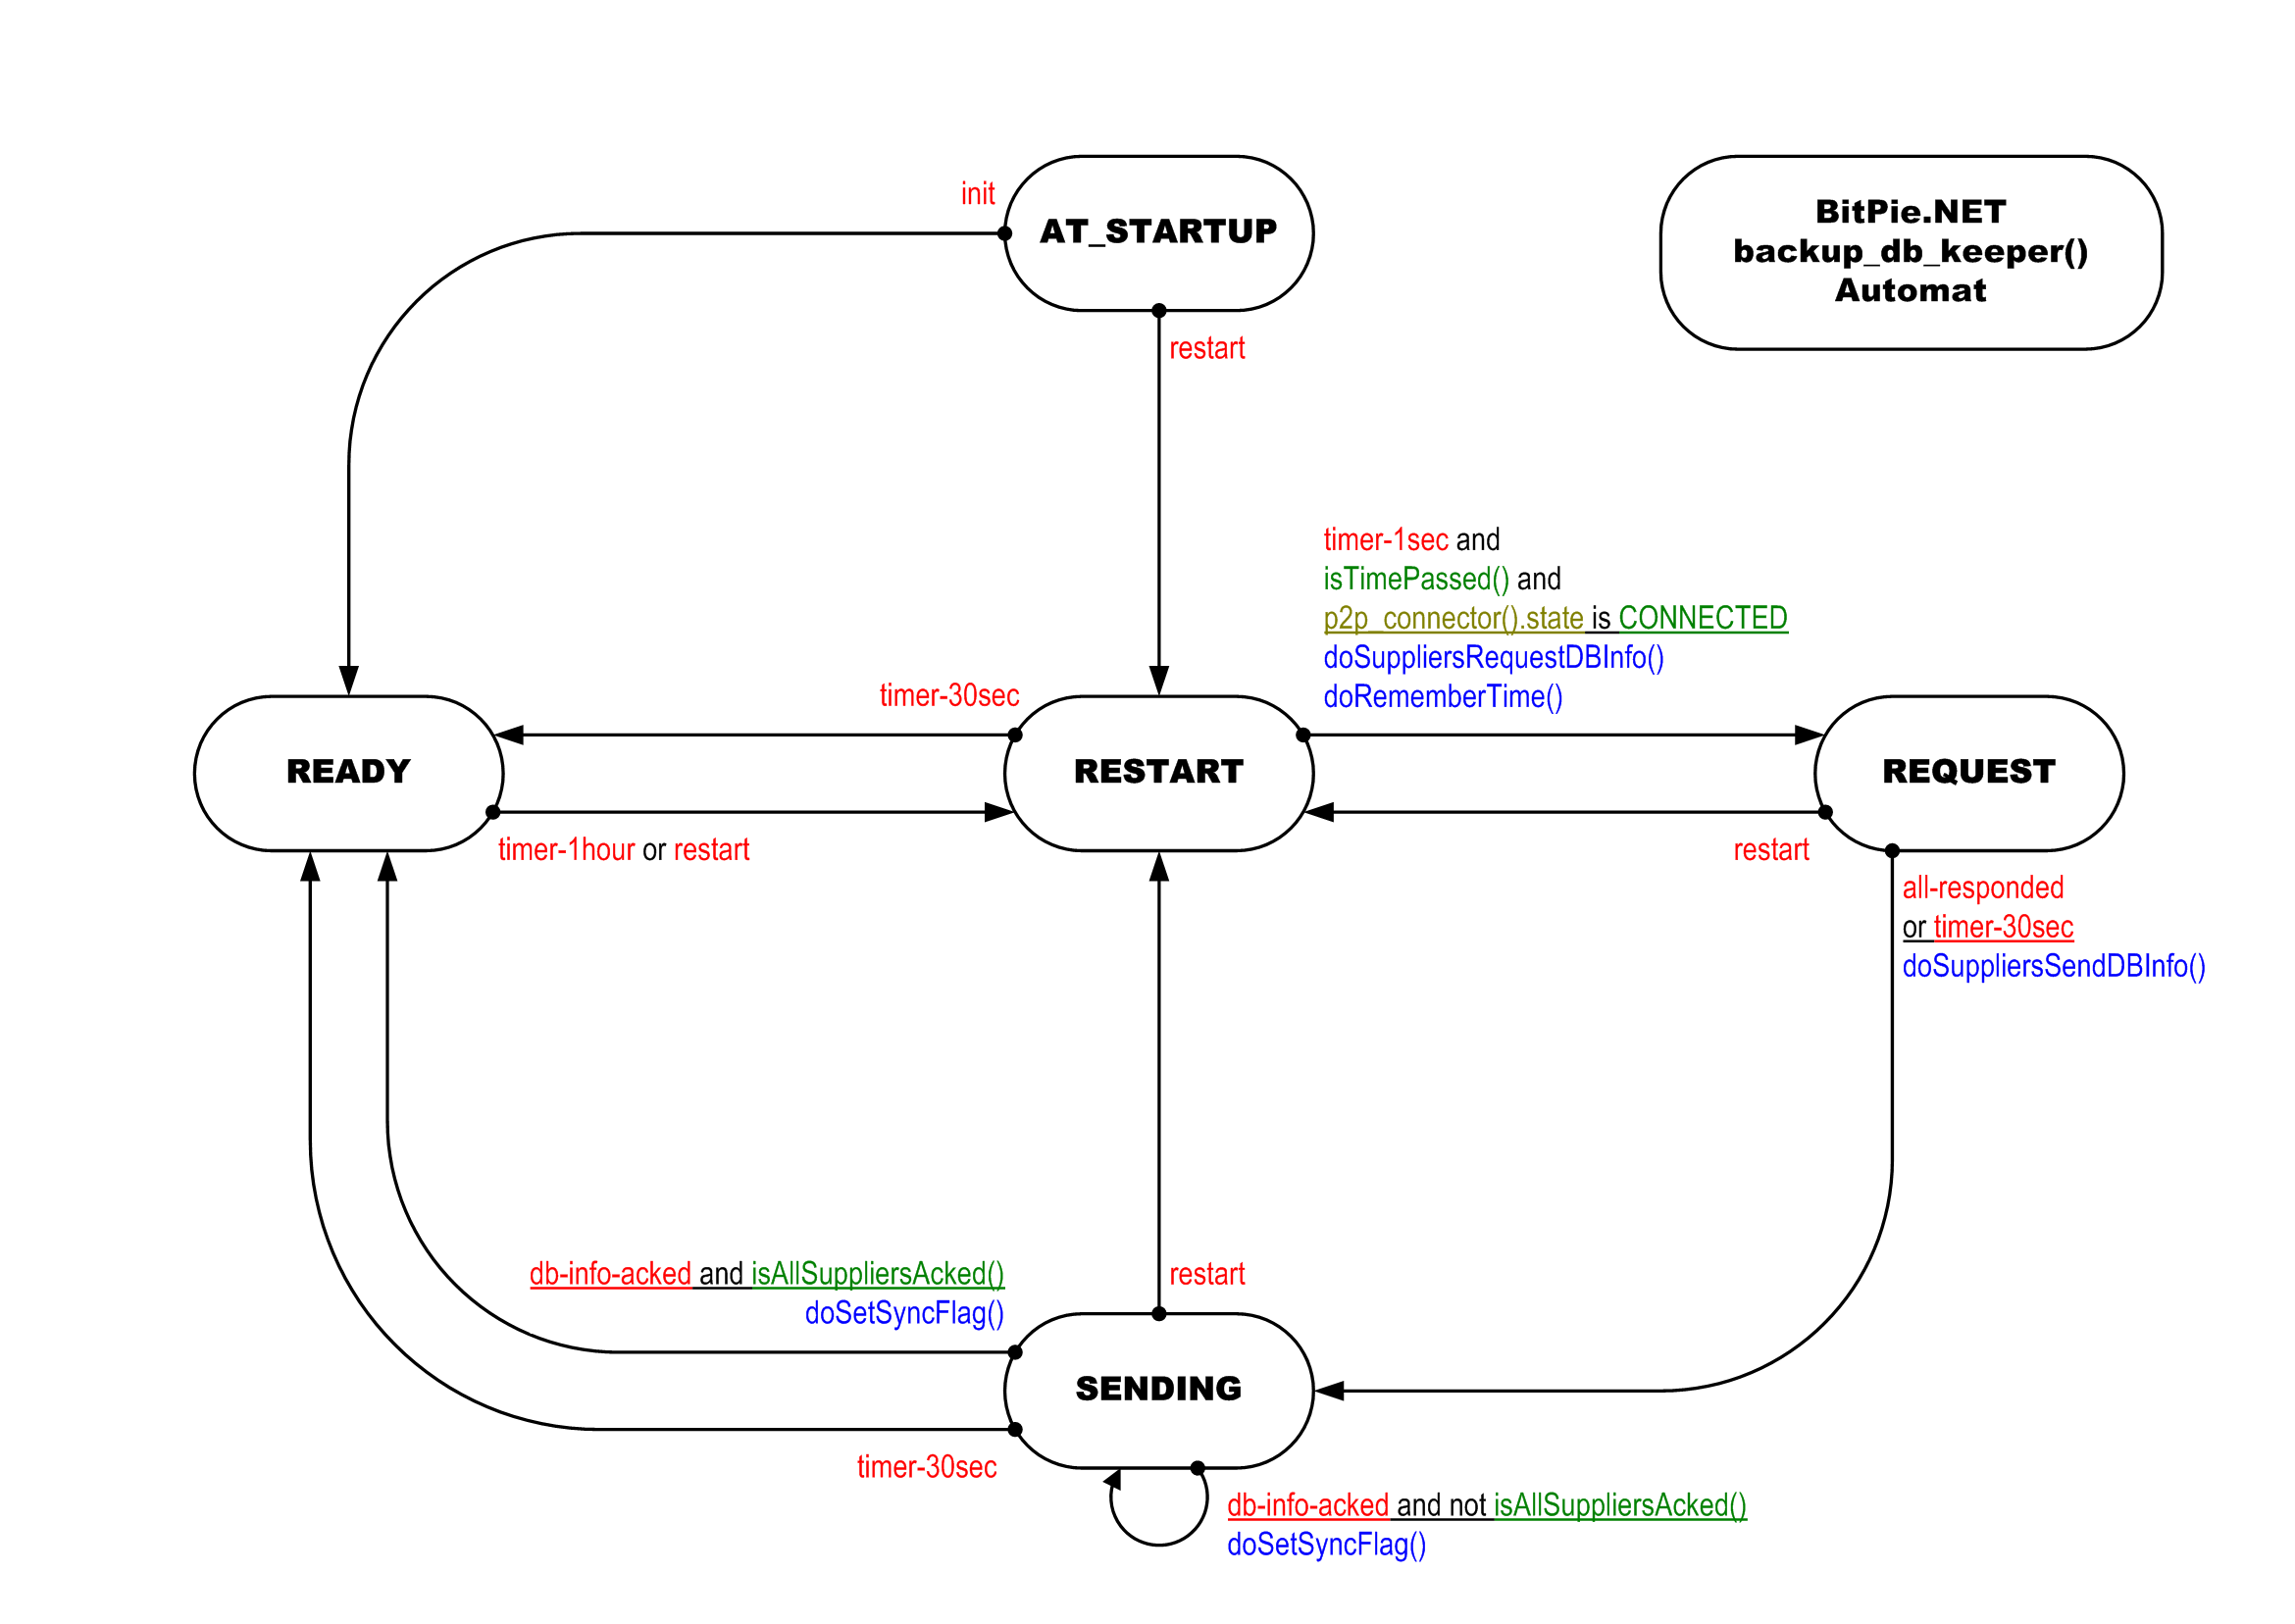 init
AT_STARTUP
BitPie.NET
backup_db_keeper()
Automat
restart
timer-1sec and
isTimePassed() and
p2p_connector().state is CONNECTED
doSuppliersRequestDBInfo()
doRememberTime()
timer-30sec
READY
RESTART
REQUEST
timer-1hour or restart
restart
all-responded
or timer-30sec
doSuppliersSendDBInfo()
db-info-acked and isAllSuppliersAcked()
doSetSyncFlag()
restart
SENDING
timer-30sec
db-info-acked and not isAllSuppliersAcked()
doSetSyncFlag()